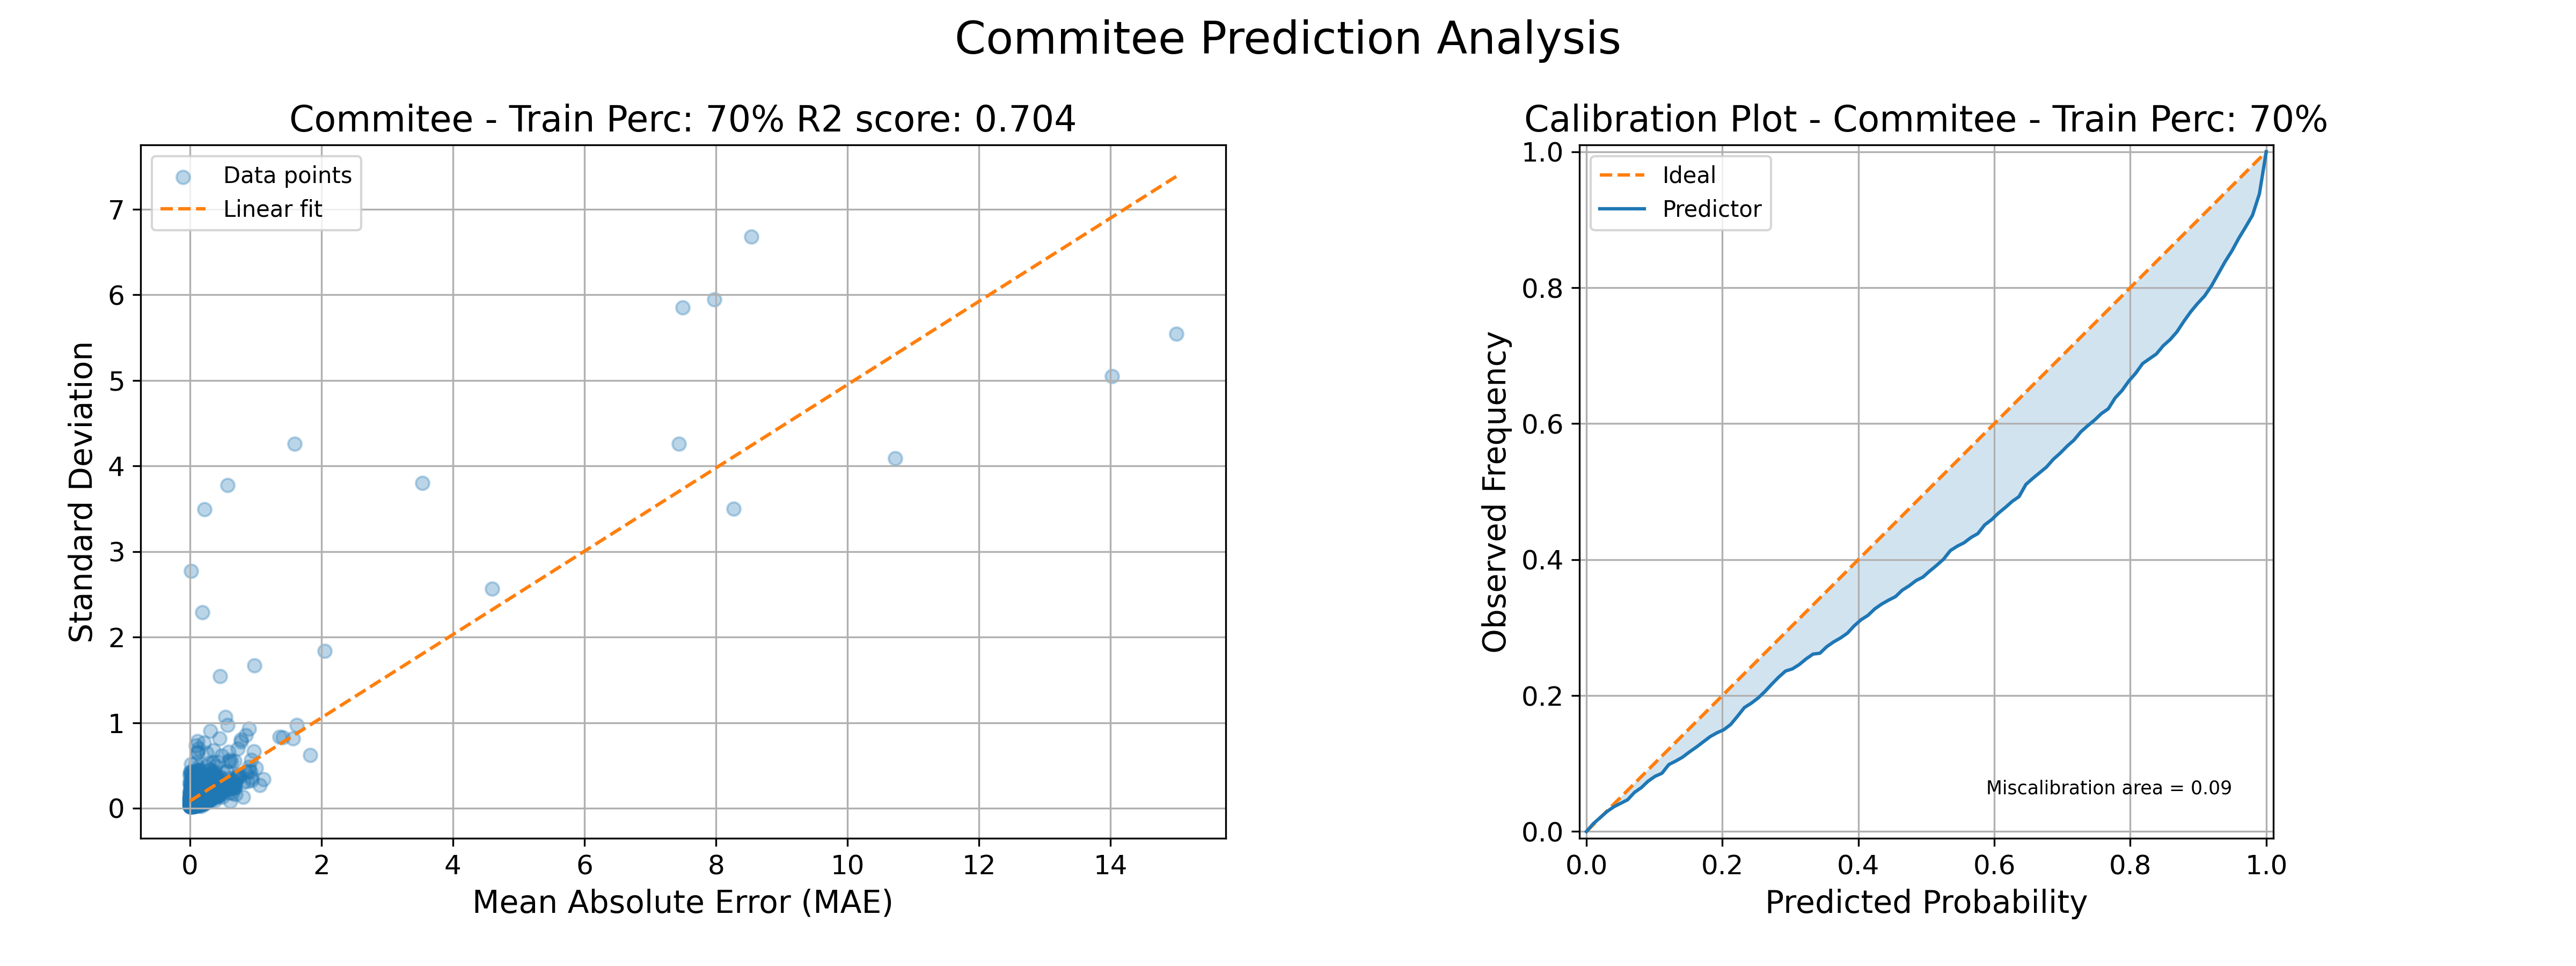 Commitee Prediction Analysis
Commitee - Train Perc: 70% R2 score: 0.704
Data points
Linear fit
7
6
5
4
3
2
1
0
Standard Deviation
0 2 4 6 8 10 12 14
Mean Absolute Error (MAE)
Calibration Plot - Commitee - Train Perc: 70%
Ideal
Predictor
1.0
0.8
0.6
0.4
0.2
0.0
Observed Frequency
Miscalibration area = 0.09
0.0 0.2 0.4 0.6 0.8 1.0
Predicted Probability